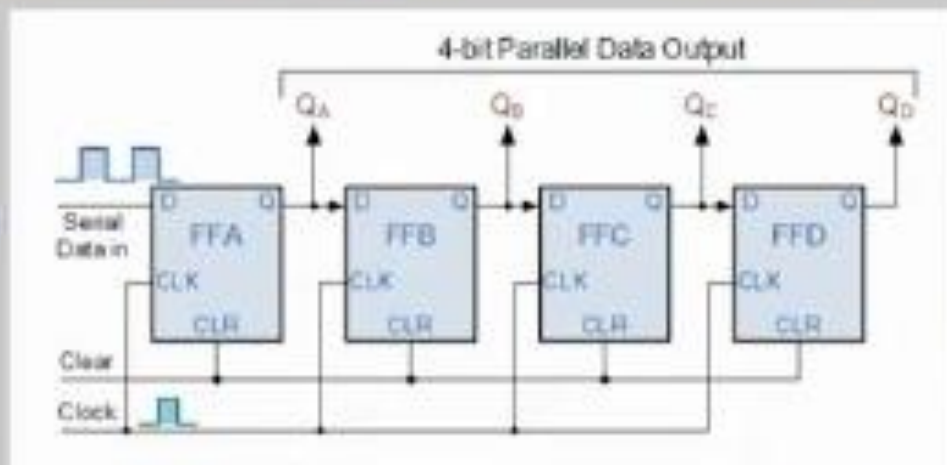 4-bit Parallel Data Output
QA QB QC QD
D Q D Q D Q D Q
Serial
Data in
FFA FFB FFC FFD
CLK CLK CLK CLK
CLR CLR CLR CLR
Clear
Clock